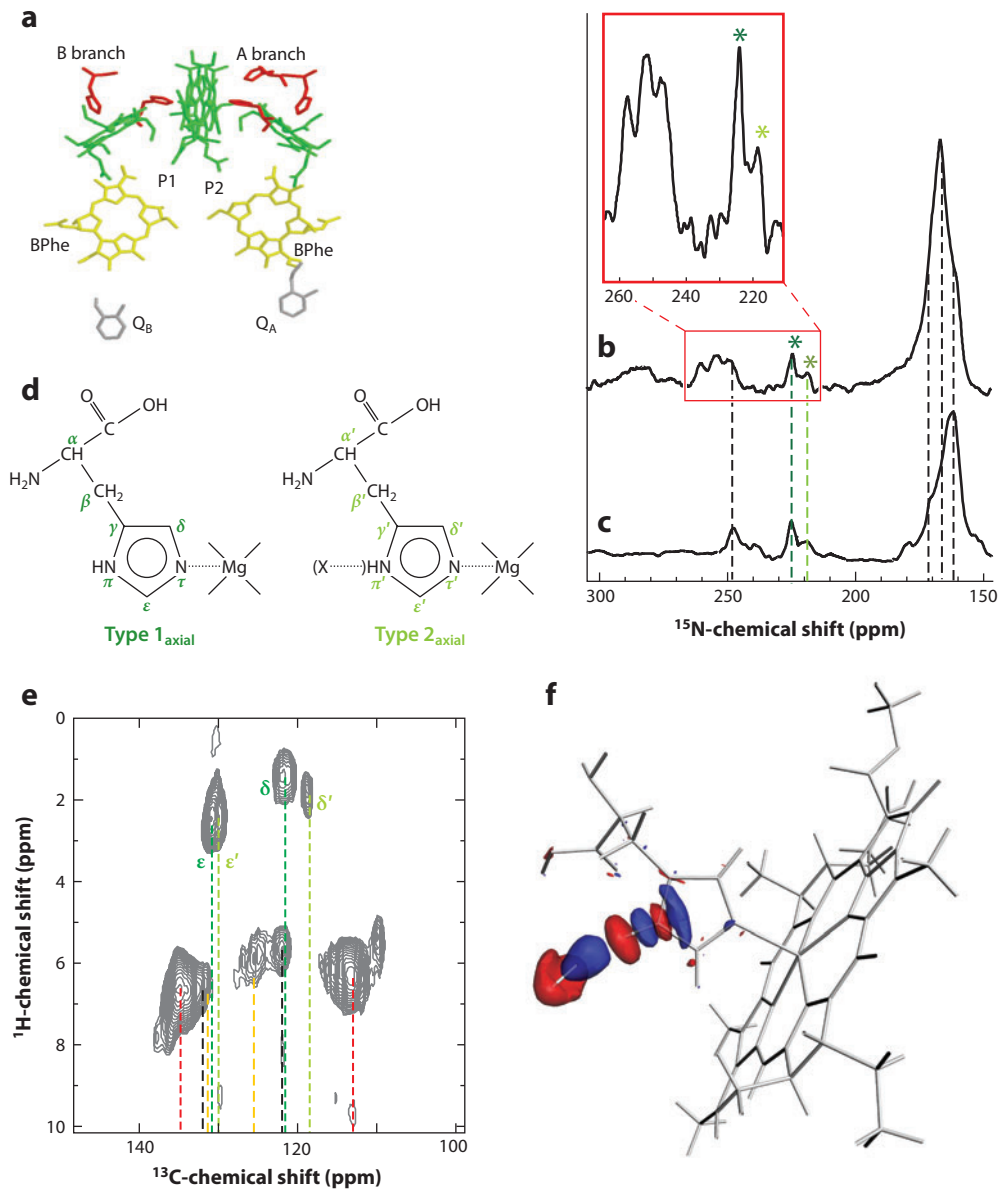 a
B branch
A branch
P1
P2
BPhe
BPhe
Q_B
Q_A
*
*
260
240
220
b
*
*
c
300
250
200
150
¹⁵N-chemical shift (ppm)
d
O
OH
C
α
CH
H₂N
β
CH₂
γ
δ
HN
N
Mg
π
τ
ε
Type 1axial
O
OH
C
α′
CH
H₂N
β′
CH₂
γ′
δ′
(X
)HN
N
Mg
π′
τ′
ε′
Type 2axial
e
0
2
4
6
8
10
δ
δ′
ε
ε′
140
120
100
¹H-chemical shift (ppm)
¹³C-chemical shift (ppm)
f